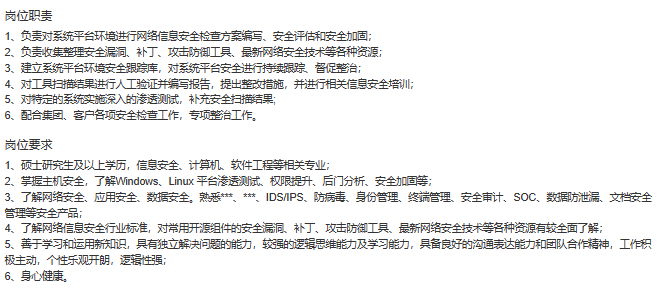 岗位职责
1、负责对系统平台环境进行网络信息安全检查方案编写、安全评估和安全加固；
2、负责收集整理安全漏洞、补丁、攻击防御工具、最新网络安全技术等各种资源；
3、建立系统平台环境安全跟踪库，对系统平台安全进行持续跟踪、督促整治；
4、对工具扫描结果进行人工验证并编写报告，提出整改措施，并进行相关信息安全培训；
5、对特定的系统实施深入的渗透测试，补充安全扫描结果；
6、配合集团、客户各项安全检查工作，专项整治工作。
岗位要求
1、硕士研究生及以上学历，信息安全、计算机、软件工程等相关专业；
2、掌握主机安全，了解Windows、Linux 平台渗透测试、权限提升、后门分析、安全加固等；
3、了解网络安全、应用安全、数据安全。熟悉***、***、IDS/IPS、防病毒、身份管理、终端管理、安全审计、SOC、数据防泄漏、文档安全
管理等安全产品；
4、了解网络信息安全行业标准，对常用开源组件的安全漏洞、补丁、攻击防御工具、最新网络安全技术等各种资源有较全面了解；
5、善于学习和运用新知识，具有独立解决问题的能力，较强的逻辑思维能力及学习能力，具备良好的沟通表达能力和团队合作精神，工作积
极主动，个性乐观开朗，逻辑性强；
6、身心健康。